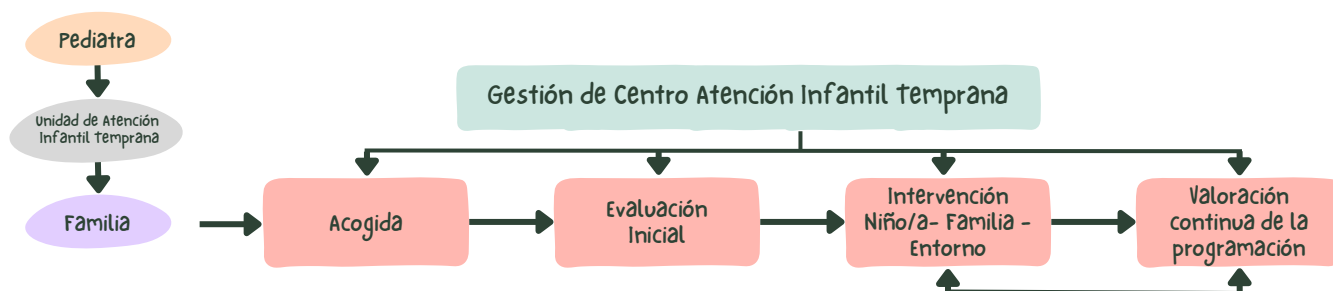 Pediatra
Unidad de Atención
Infantil Temprana
Familia
Gestión de Centro Atención Infantil Temprana
Acogida
Evaluación
Inicial
Intervención
Niño/a- Familia -
Entorno
Valoración
continua de la
programación